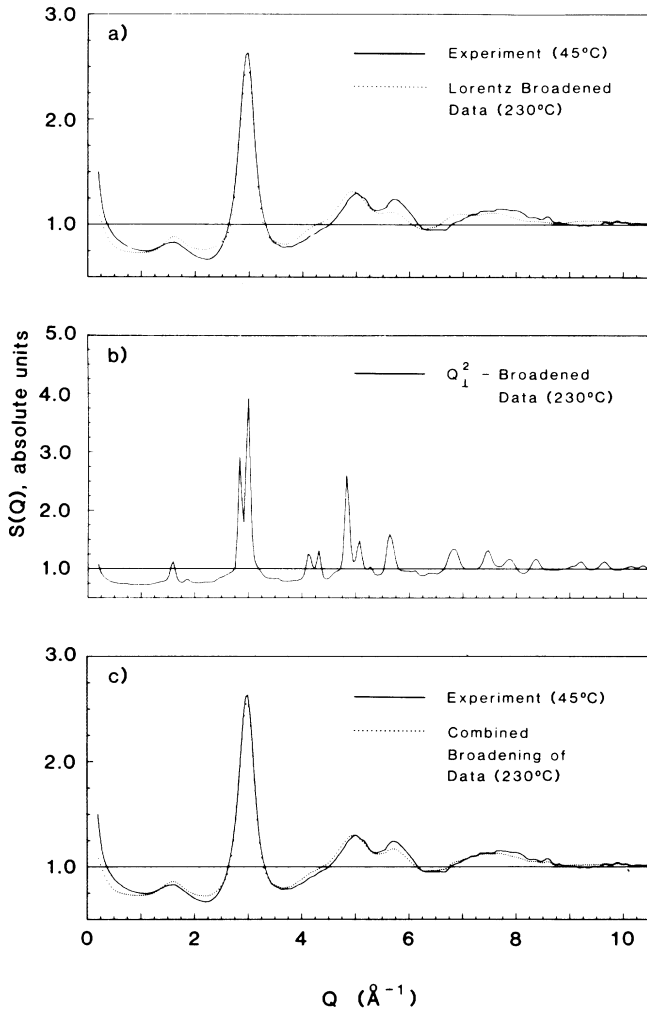 3.0
a)
Experiment (45°C)
Lorentz Broadened
Data (230°C)
2.0
1.0
5.0
b)
Q⊥² – Broadened
Data (230°C)
4.0
3.0
2.0
1.0
S(Q), absolute units
3.0
c)
Experiment (45°C)
Combined
Broadening of
Data (230°C)
2.0
1.0
0 2 4 6 8 10
Q (Å⁻¹)